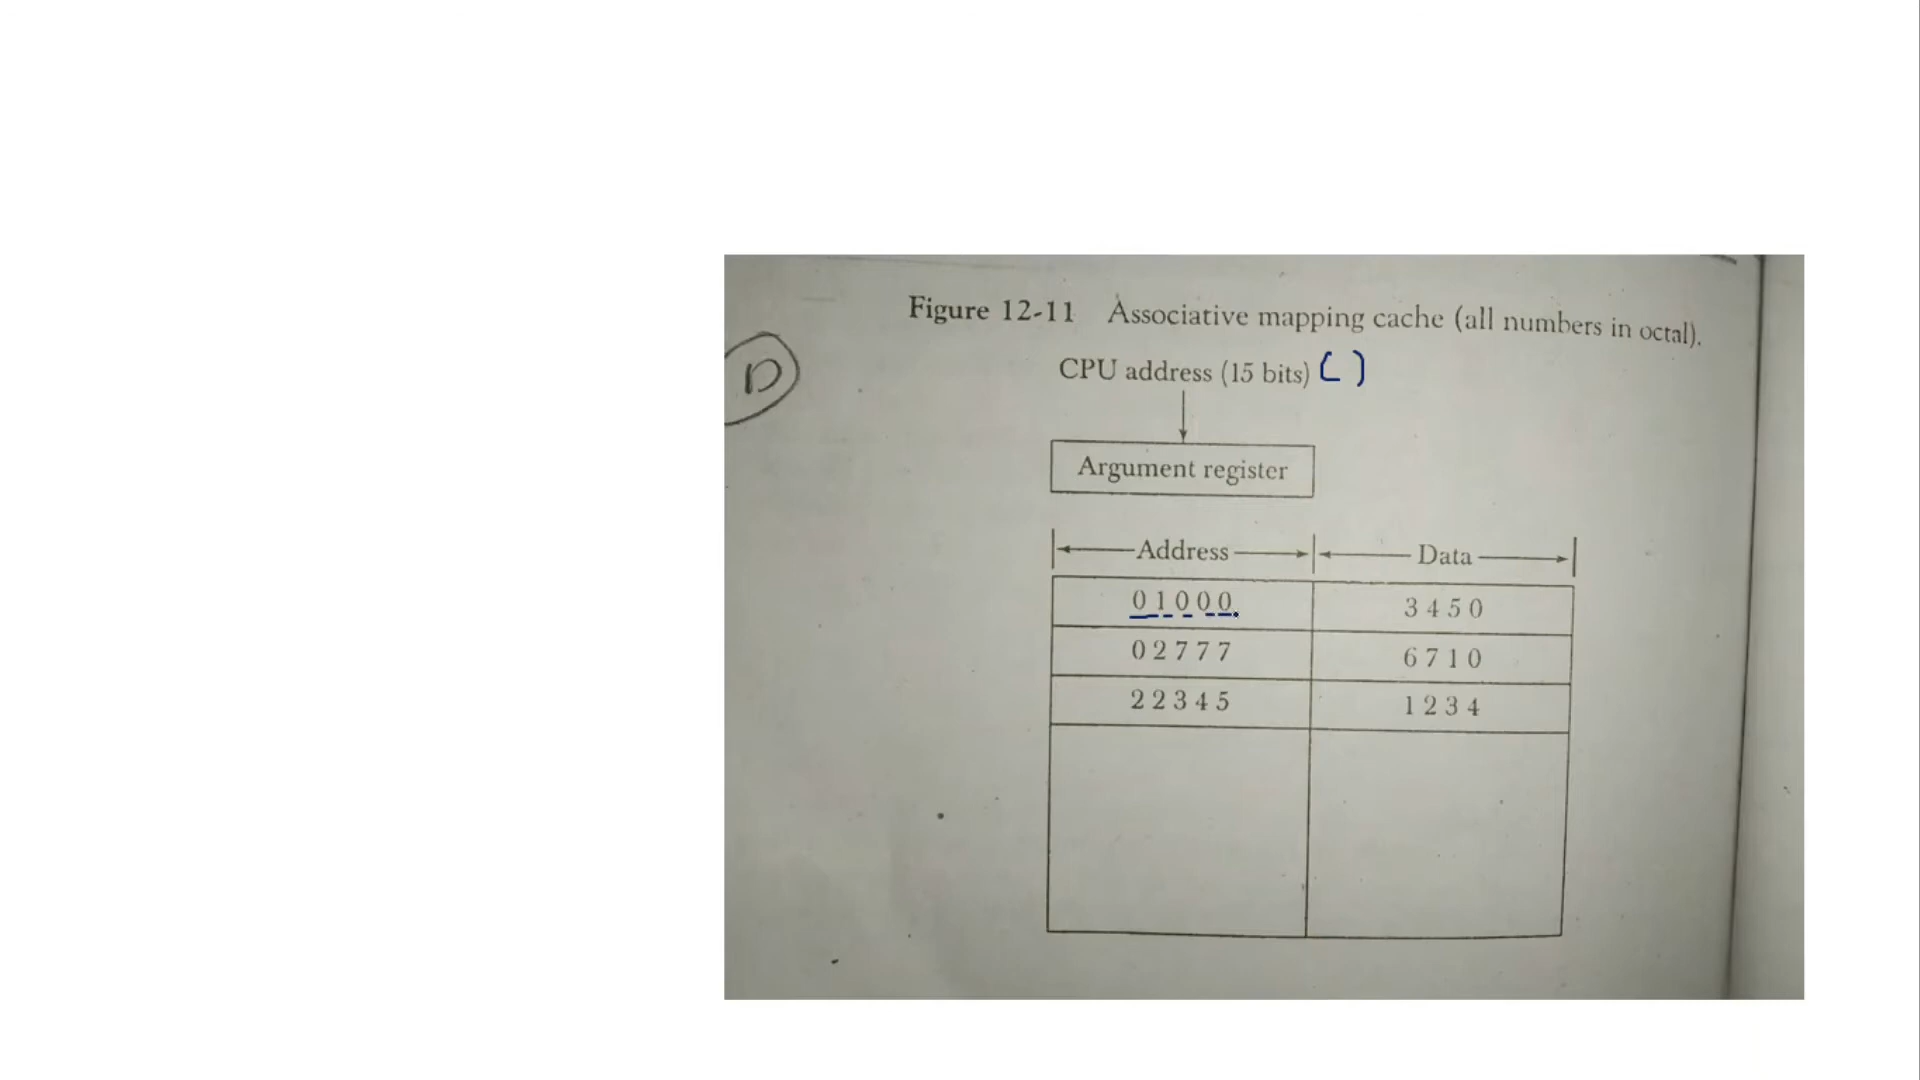 Figure 12-11 Associative mapping cache (all numbers in octal).
CPU address (15 bits) ( )
D
Argument register
Address Data
0 1 0 0 0 3 4 5 0
0 2 7 7 7 6 7 1 0
2 2 3 4 5 1 2 3 4